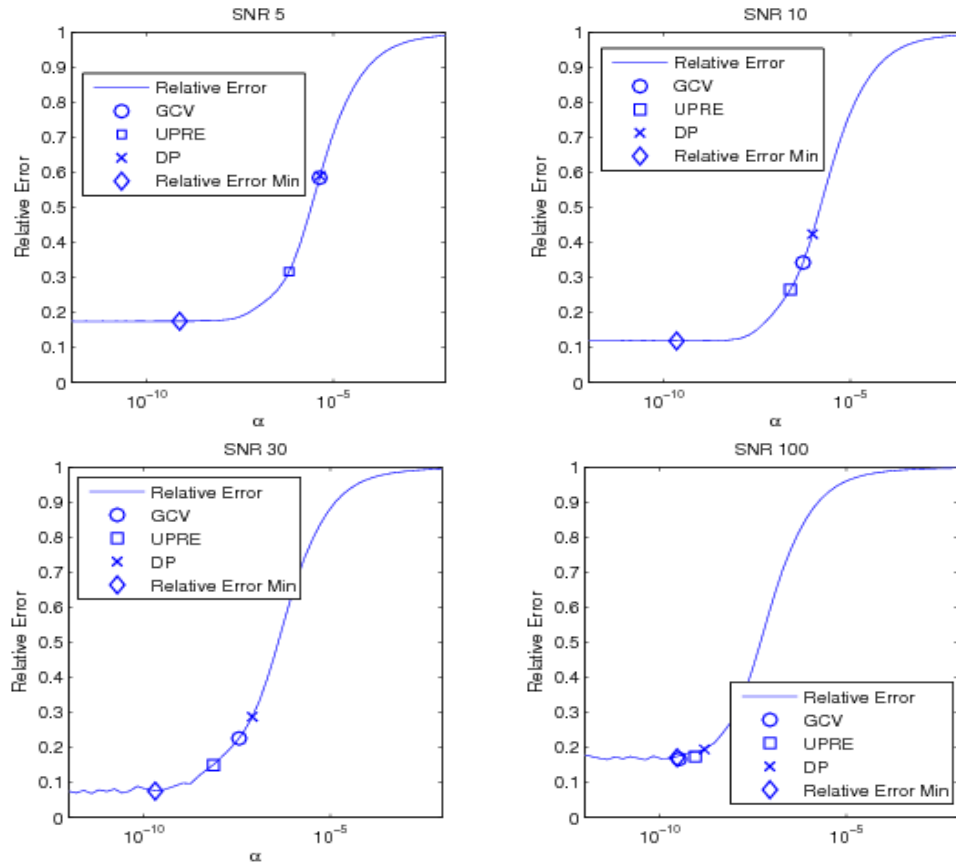 SNR 5
1
0.9
0.8
0.7
0.6
0.5
0.4
0.3
0.2
0.1
0
Relative Error
Relative Error
GCV
UPRE
DP
Relative Error Min
10^-10
10^-5
α
SNR 10
1
0.9
0.8
0.7
0.6
0.5
0.4
0.3
0.2
0.1
0
Relative Error
Relative Error
GCV
UPRE
DP
Relative Error Min
10^-10
10^-5
α
SNR 30
1
0.9
0.8
0.7
0.6
0.5
0.4
0.3
0.2
0.1
0
Relative Error
Relative Error
GCV
UPRE
DP
Relative Error Min
10^-10
10^-5
α
SNR 100
1
0.9
0.8
0.7
0.6
0.5
0.4
0.3
0.2
0.1
0
Relative Error
Relative Error
GCV
UPRE
DP
Relative Error Min
10^-10
10^-5